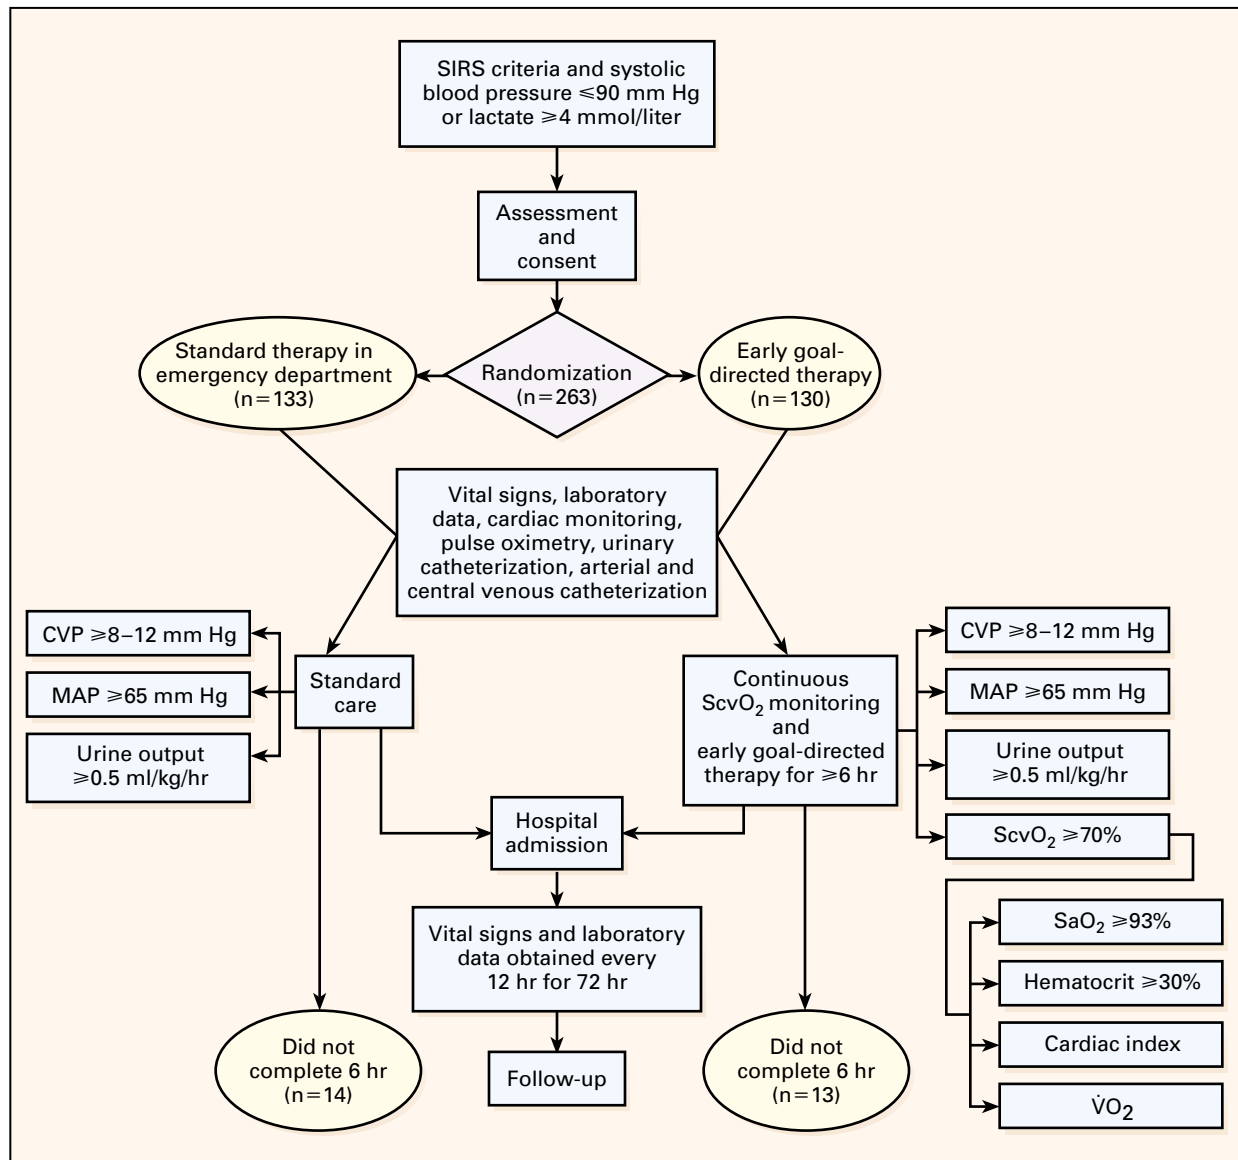 SIRS criteria and systolic
blood pressure ≤90 mm Hg
or lactate ≥4 mmol/liter
Assessment
and
consent
Standard therapy in
emergency department
(n=133)
Randomization
(n=263)
Early goal-
directed therapy
(n=130)
Vital signs, laboratory
data, cardiac monitoring,
pulse oximetry, urinary
catheterization, arterial and
central venous catheterization
CVP ≥8–12 mm Hg
MAP ≥65 mm Hg
Urine output
≥0.5 ml/kg/hr
Standard
care
Continuous
ScvO₂ monitoring
and
early goal-directed
therapy for ≥6 hr
CVP ≥8–12 mm Hg
MAP ≥65 mm Hg
Urine output
≥0.5 ml/kg/hr
ScvO₂ ≥70%
SaO₂ ≥93%
Hematocrit ≥30%
Cardiac index
V̇O₂
Hospital
admission
Vital signs and laboratory
data obtained every
12 hr for 72 hr
Follow-up
Did not
complete 6 hr
(n=14)
Did not
complete 6 hr
(n=13)